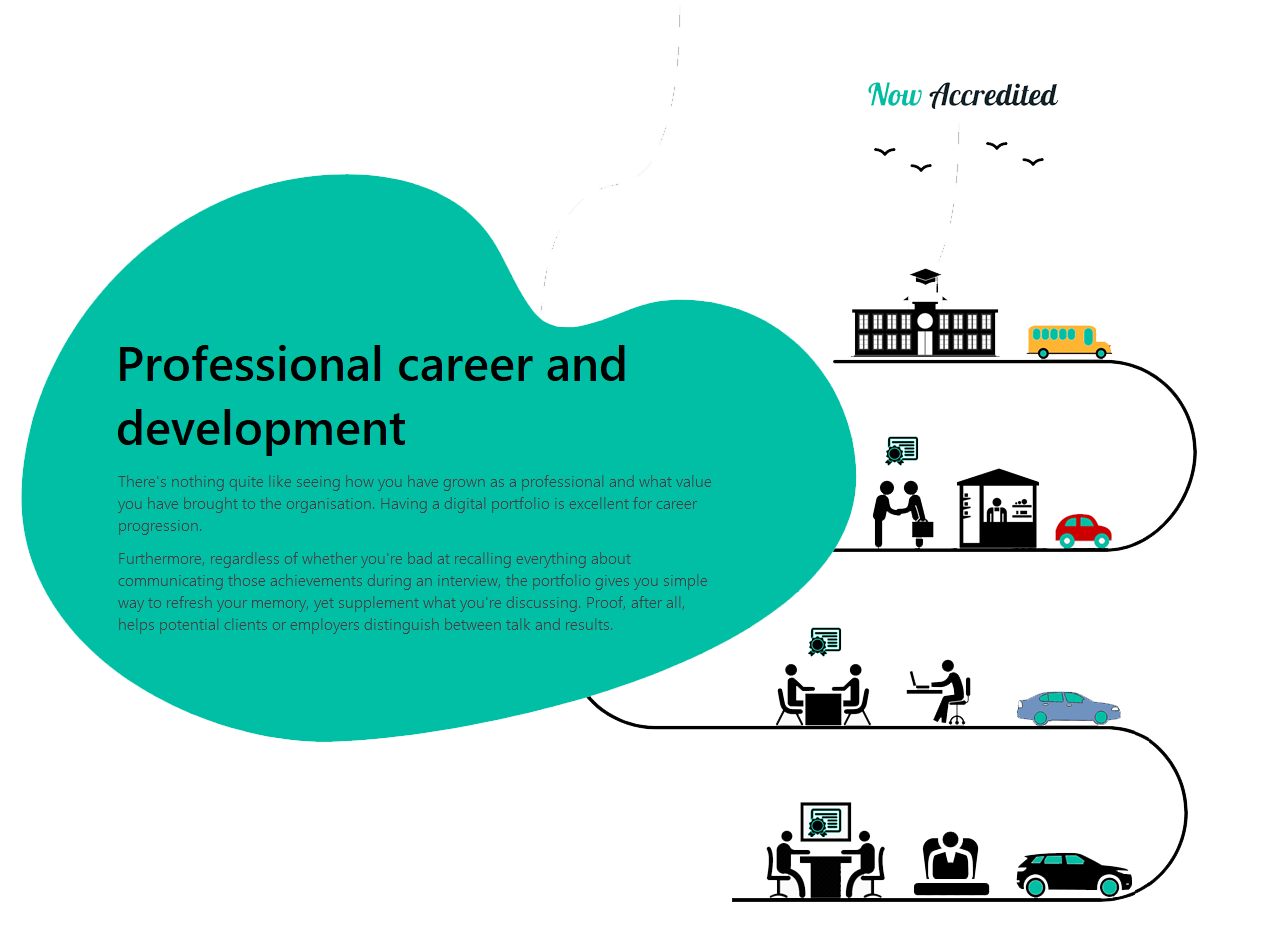 Now Accredited
Professional career and
development
There's nothing quite like seeing how you have grown as a professional and what value
you have brought to the organisation. Having a digital portfolio is excellent for career
progression.
Furthermore, regardless of whether you're bad at recalling everything about
communicating those achievements during an interview, the portfolio gives you simple
way to refresh your memory, yet supplement what you're discussing. Proof, after all,
helps potential clients or employers distinguish between talk and results.